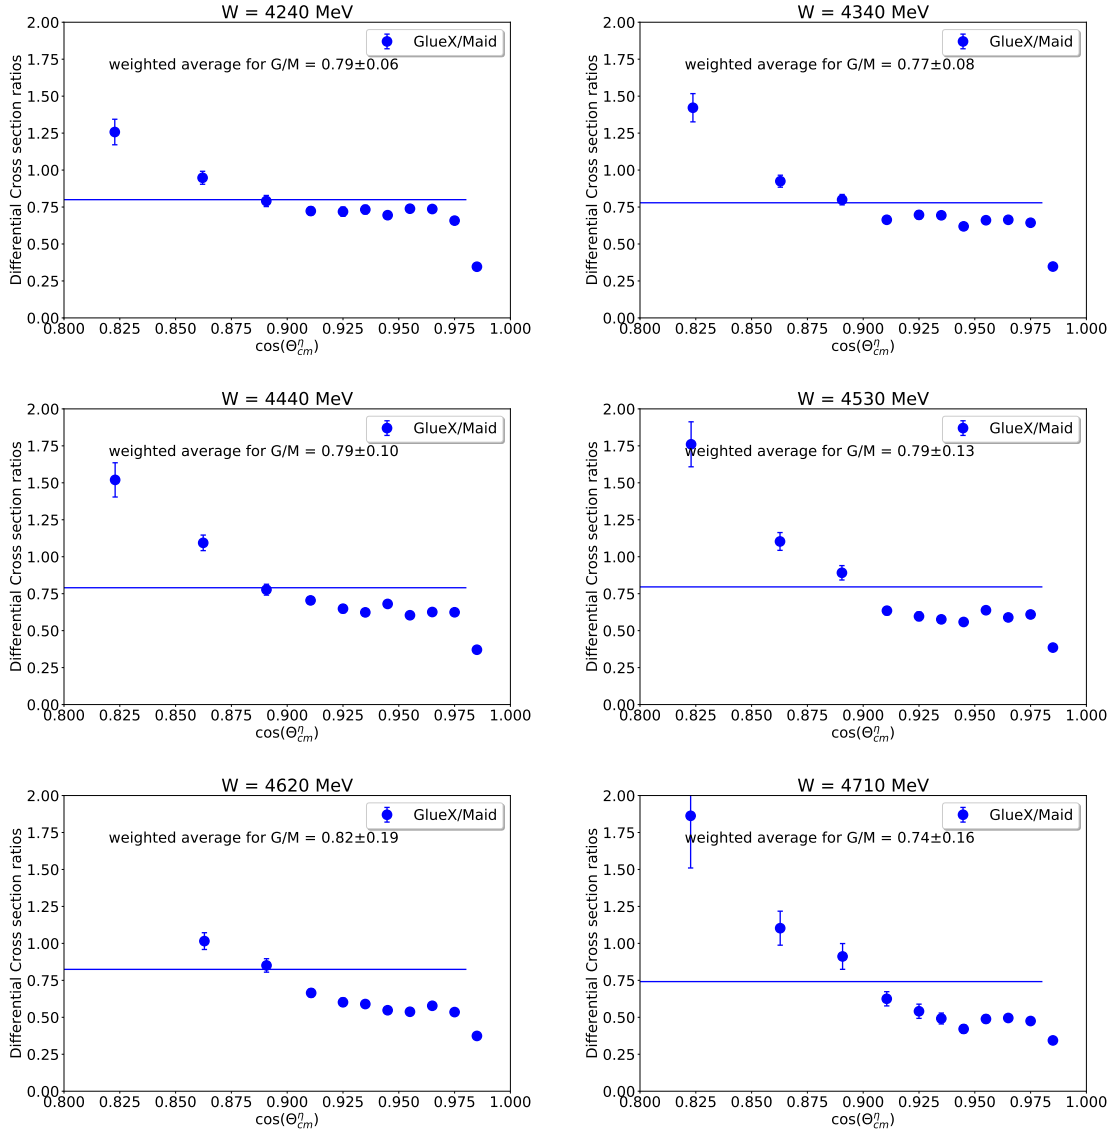 W = 4240 MeV
GlueX/Maid
weighted average for G/M = 0.79±0.06
Differential Cross section ratios
2.00
1.75
1.50
1.25
1.00
0.75
0.50
0.25
0.00
0.800 0.825 0.850 0.875 0.900 0.925 0.950 0.975 1.000
cos(Θ^η_cm)
W = 4340 MeV
GlueX/Maid
weighted average for G/M = 0.77±0.08
Differential Cross section ratios
2.00
1.75
1.50
1.25
1.00
0.75
0.50
0.25
0.00
0.800 0.825 0.850 0.875 0.900 0.925 0.950 0.975 1.000
cos(Θ^η_cm)
W = 4440 MeV
GlueX/Maid
weighted average for G/M = 0.79±0.10
Differential Cross section ratios
2.00
1.75
1.50
1.25
1.00
0.75
0.50
0.25
0.00
0.800 0.825 0.850 0.875 0.900 0.925 0.950 0.975 1.000
cos(Θ^η_cm)
W = 4530 MeV
GlueX/Maid
weighted average for G/M = 0.79±0.13
Differential Cross section ratios
2.00
1.75
1.50
1.25
1.00
0.75
0.50
0.25
0.00
0.800 0.825 0.850 0.875 0.900 0.925 0.950 0.975 1.000
cos(Θ^η_cm)
W = 4620 MeV
GlueX/Maid
weighted average for G/M = 0.82±0.19
Differential Cross section ratios
2.00
1.75
1.50
1.25
1.00
0.75
0.50
0.25
0.00
0.800 0.825 0.850 0.875 0.900 0.925 0.950 0.975 1.000
cos(Θ^η_cm)
W = 4710 MeV
GlueX/Maid
weighted average for G/M = 0.74±0.16
Differential Cross section ratios
2.00
1.75
1.50
1.25
1.00
0.75
0.50
0.25
0.00
0.800 0.825 0.850 0.875 0.900 0.925 0.950 0.975 1.000
cos(Θ^η_cm)